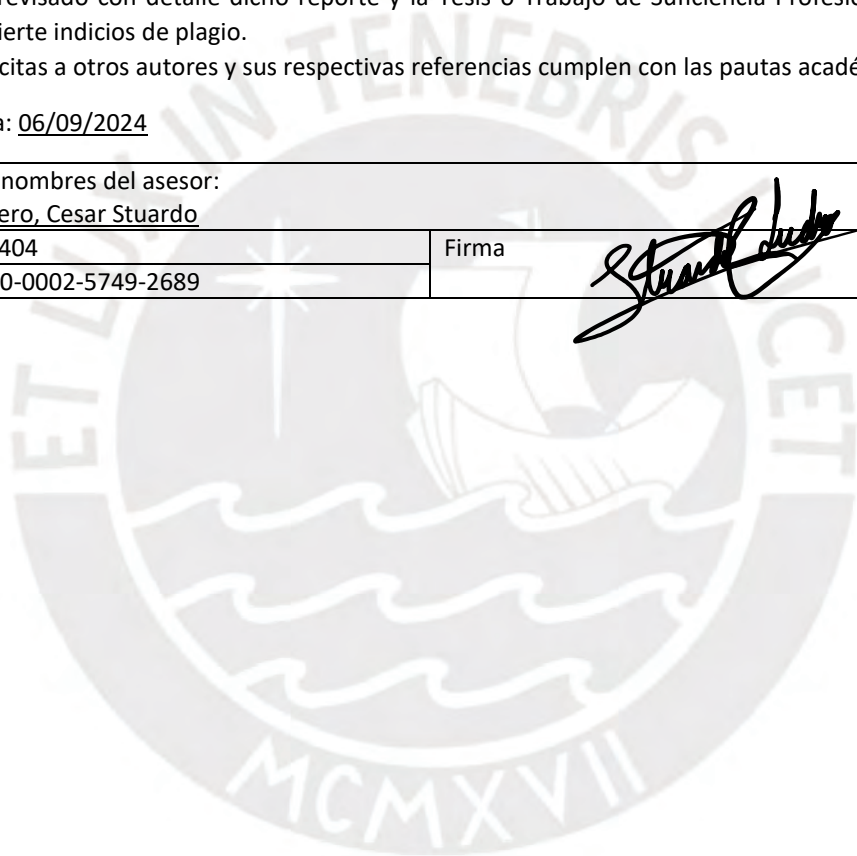 revisado con detalle dicho reporte y la Tesis o Trabajo de Suficiencia Profesio
ierte indicios de plagio.
citas a otros autores y sus respectivas referencias cumplen con las pautas acadé
a: 06/09/2024
nombres del asesor:
ero, Cesar Stuardo
404
Firma
0-0002-5749-2689
ET LUX IN TENEBRIS LUCET
MCMXVII